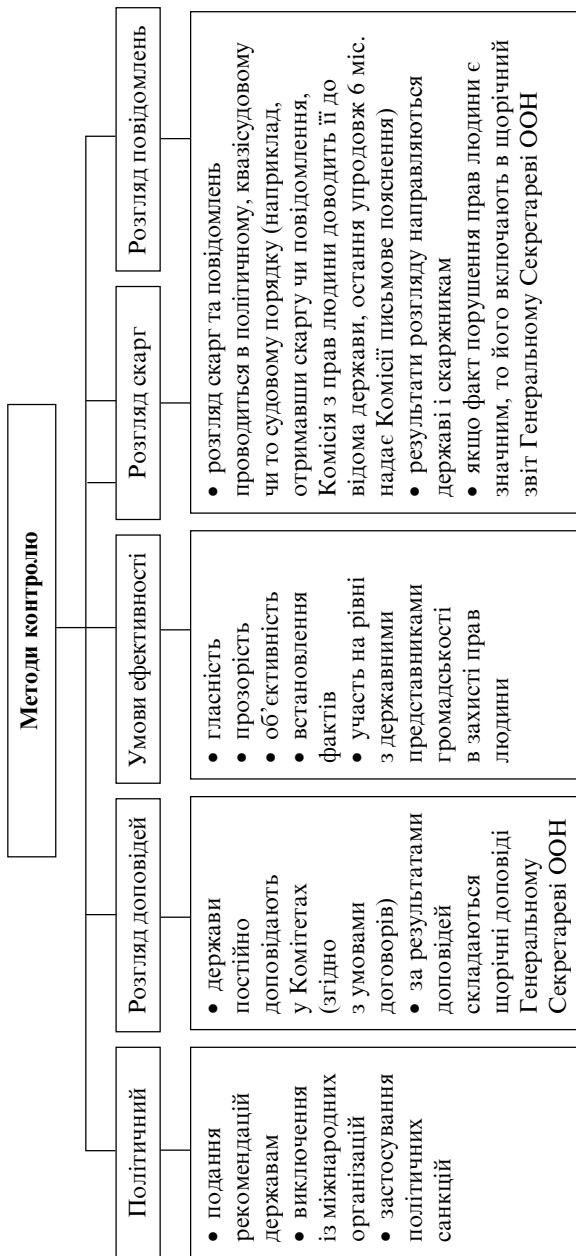 Методи контролю
Політичний
• подання
рекомендацій
державам
• виключення
із міжнародних
організацій
• застосування
політичних
санкцій
Розгляд доповідей
• держави
постійно
доповідають
у Комітетах
(згідно
з умовами
договорів)
• за результатами
доповідей
складаються
щорічні доповіді
Генеральному
Секретареві ООН
Умови ефективності
• гласність
• прозорість
• об’єктивність
• встановлення
фактів
• участь на рівні
з державними
представниками
громадськості
в захисті прав
людини
Розгляд скарг
Розгляд повідомлень
• розгляд скарг та повідомлень
проводиться в політичному, квазісудовому
чи то судовому порядку (наприклад,
отримавши скаргу чи повідомлення,
Комісія з прав людини доводить її до
відома держави, остання упродовж 6 міс.
надає Комісії письмове пояснення)
• результати розгляду направляються
державі і скаржникам
• якщо факт порушення прав людини є
значним, то його включають в щорічний
звіт Генеральному Секретареві ООН